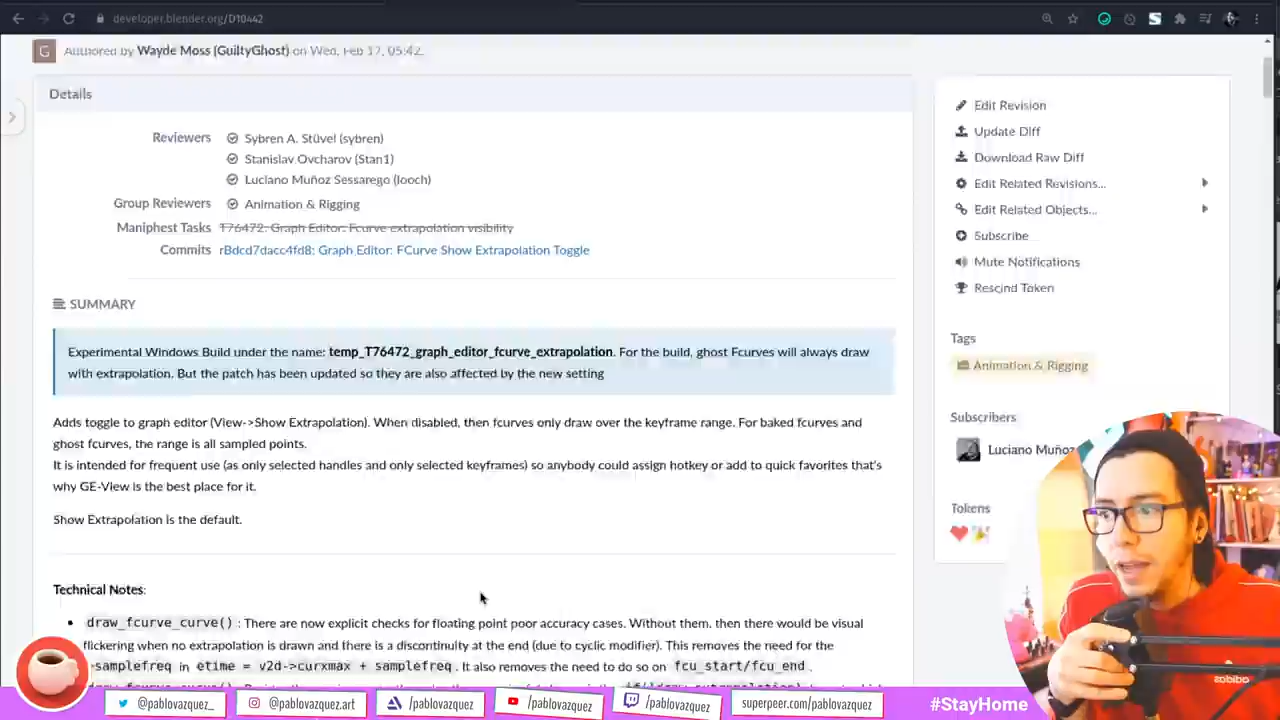 developer.blender.org/D10442
G Authored by Wayde Moss (GuiltyGhost) on Wed, Feb 17, 05:42.
Details
Reviewers
Sybren A. Stüvel (sybren)
Stanislav Ovcharov (Stan1)
Luciano Muñoz Sessarego (looch)
Group Reviewers
Animation & Rigging
Maniphest Tasks
T76472: Graph Editor: Fcurve extrapolation visibility
Commits
rBdcd7dacc4fd8: Graph Editor: FCurve Show Extrapolation Toggle
SUMMARY
Experimental Windows Build under the name: temp_T76472_graph_editor_fcurve_extrapolation. For the build, ghost Fcurves will always draw
with extrapolation. But the patch has been updated so they are also affected by the new setting
Adds toggle to graph editor (View->Show Extrapolation). When disabled, then fcurves only draw over the keyframe range. For baked fcurves and
ghost fcurves, the range is all sampled points.
It is intended for frequent use (as only selected handles and only selected keyframes) so anybody could assign hotkey or add to quick favorites that's
why GE-View is the best place for it.
Show Extrapolation is the default.
Technical Notes:
draw_fcurve_curve() : There are now explicit checks for floating point poor accuracy cases. Without them, then there would be visual
flickering when no extrapolation is drawn and there is a discontinuity at the end (due to cyclic modifier). This removes the need for the
+samplefreq in etime = v2d->curxmax + samplefreq. It also removes the need to do so on fcu_start/fcu_end.
Edit Revision
Update Diff
Download Raw Diff
Edit Related Revisions...
Edit Related Objects...
Subscribe
Mute Notifications
Rescind Token
Tags
Animation & Rigging
Subscribers
Luciano Muñoz
Tokens
@pablovazquez_
@pablovazquez.art
/pablovazquez
/pablovazquez
/pablovazquez
superpeer.com/pablovazquez
#StayHome